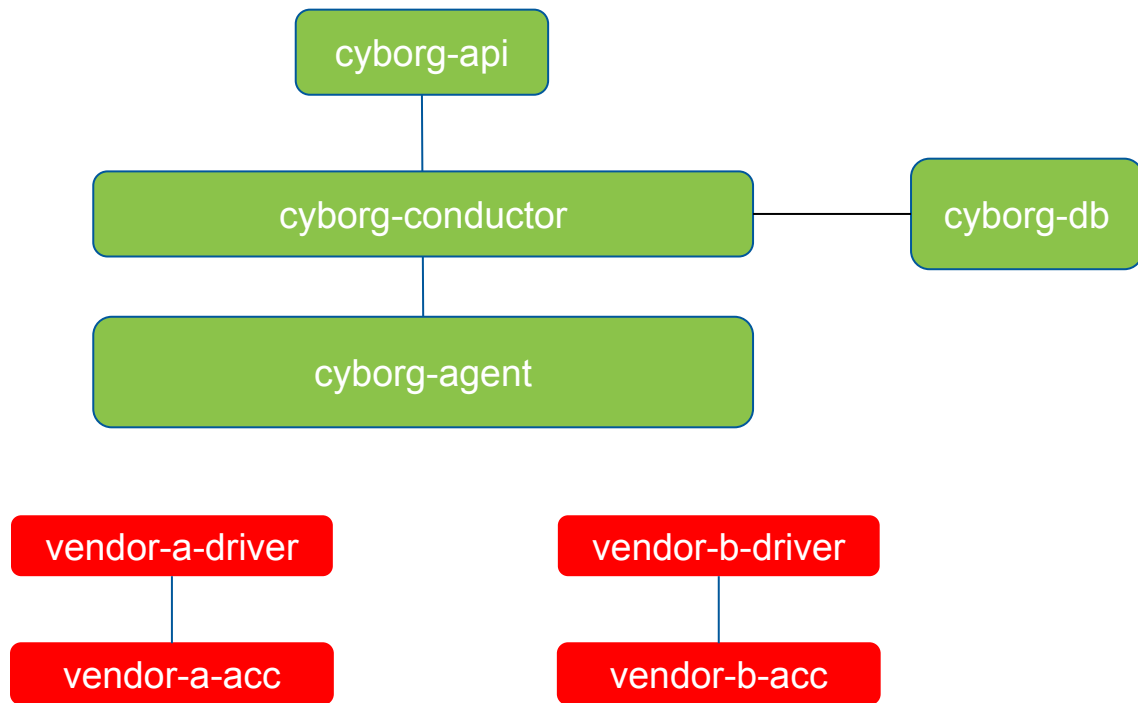 cyborg-api
cyborg-conductor
cyborg-db
cyborg-agent
vendor-a-driver
vendor-b-driver
vendor-a-acc
vendor-b-acc